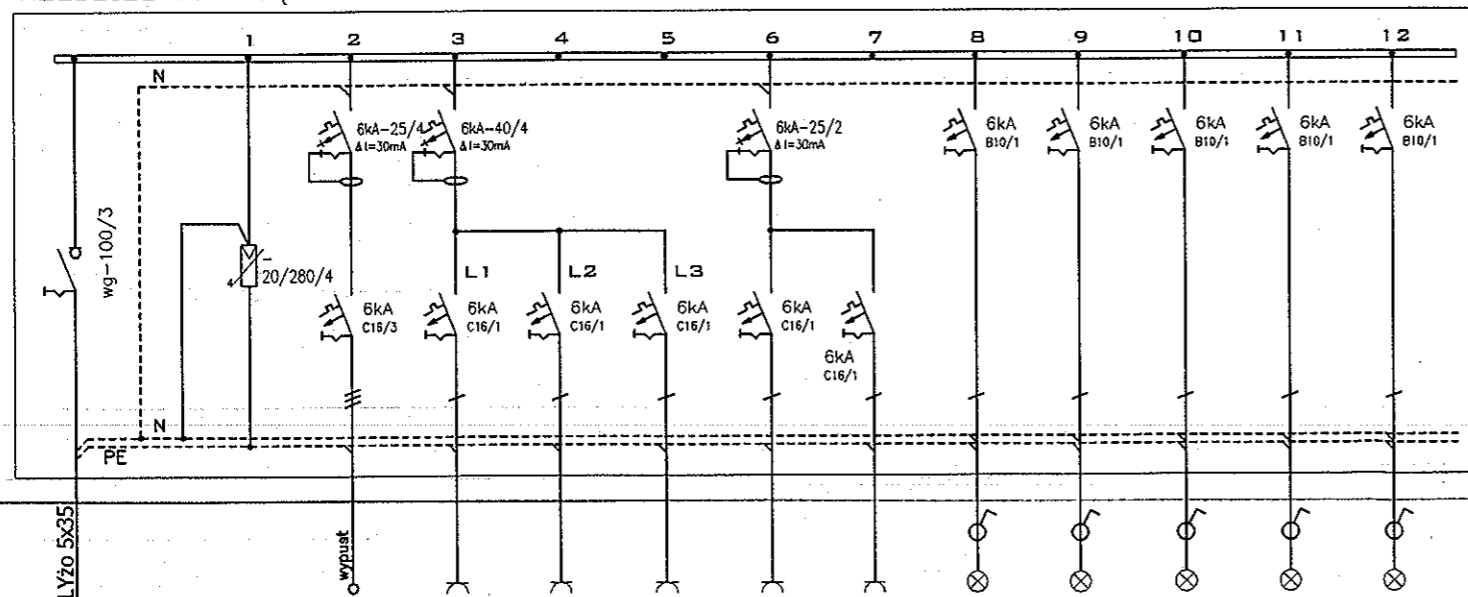 1 2 3 4 5 6 7 8 9 10 11 12
N
6kA-25/4
ΔI=30mA
6kA-40/4
ΔI=30mA
6kA-25/2
ΔI=30mA
6kA
B10/1
6kA
B10/1
6kA
B10/1
6kA
B10/1
6kA
B10/1
wg-100/3
4
20/280/4
L1
L2
L3
6kA
C16/3
6kA
C16/1
6kA
C16/1
6kA
C16/1
6kA
C16/1
6kA
C16/1
N
PE
LYżo 5x35
wypust